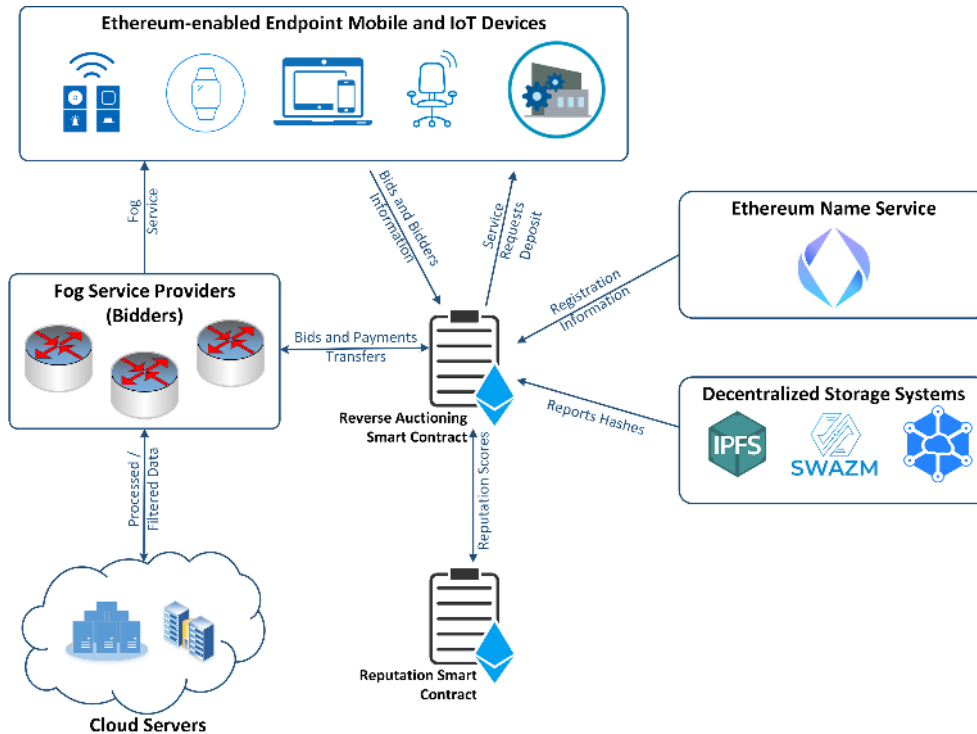 Ethereum-enabled Endpoint Mobile and IoT Devices
Fog
Service
Bids and Bidders
Information
Service
Requests
Deposit
Ethereum Name Service
Registration
Information
Fog Service Providers
(Bidders)
Bids and Payments
Transfers
Reverse Auctioning
Smart Contract
Decentralized Storage Systems
IPFS
SWAZM
Reports Hashes
Processed /
Filtered Data
Reputation Scores
Reputation Smart
Contract
Cloud Servers